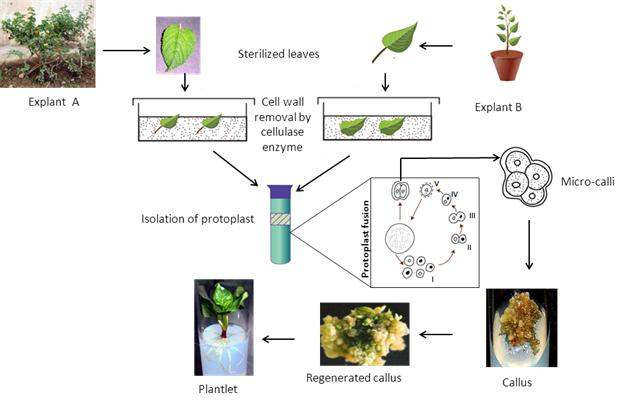 Explant A
Sterilized leaves
Explant B
Cell wall
removal by
cellulase
enzyme
Isolation of protoplast
Protoplast fusion
V
IV
III
II
I
Micro-calli
Callus
Regenerated callus
Plantlet